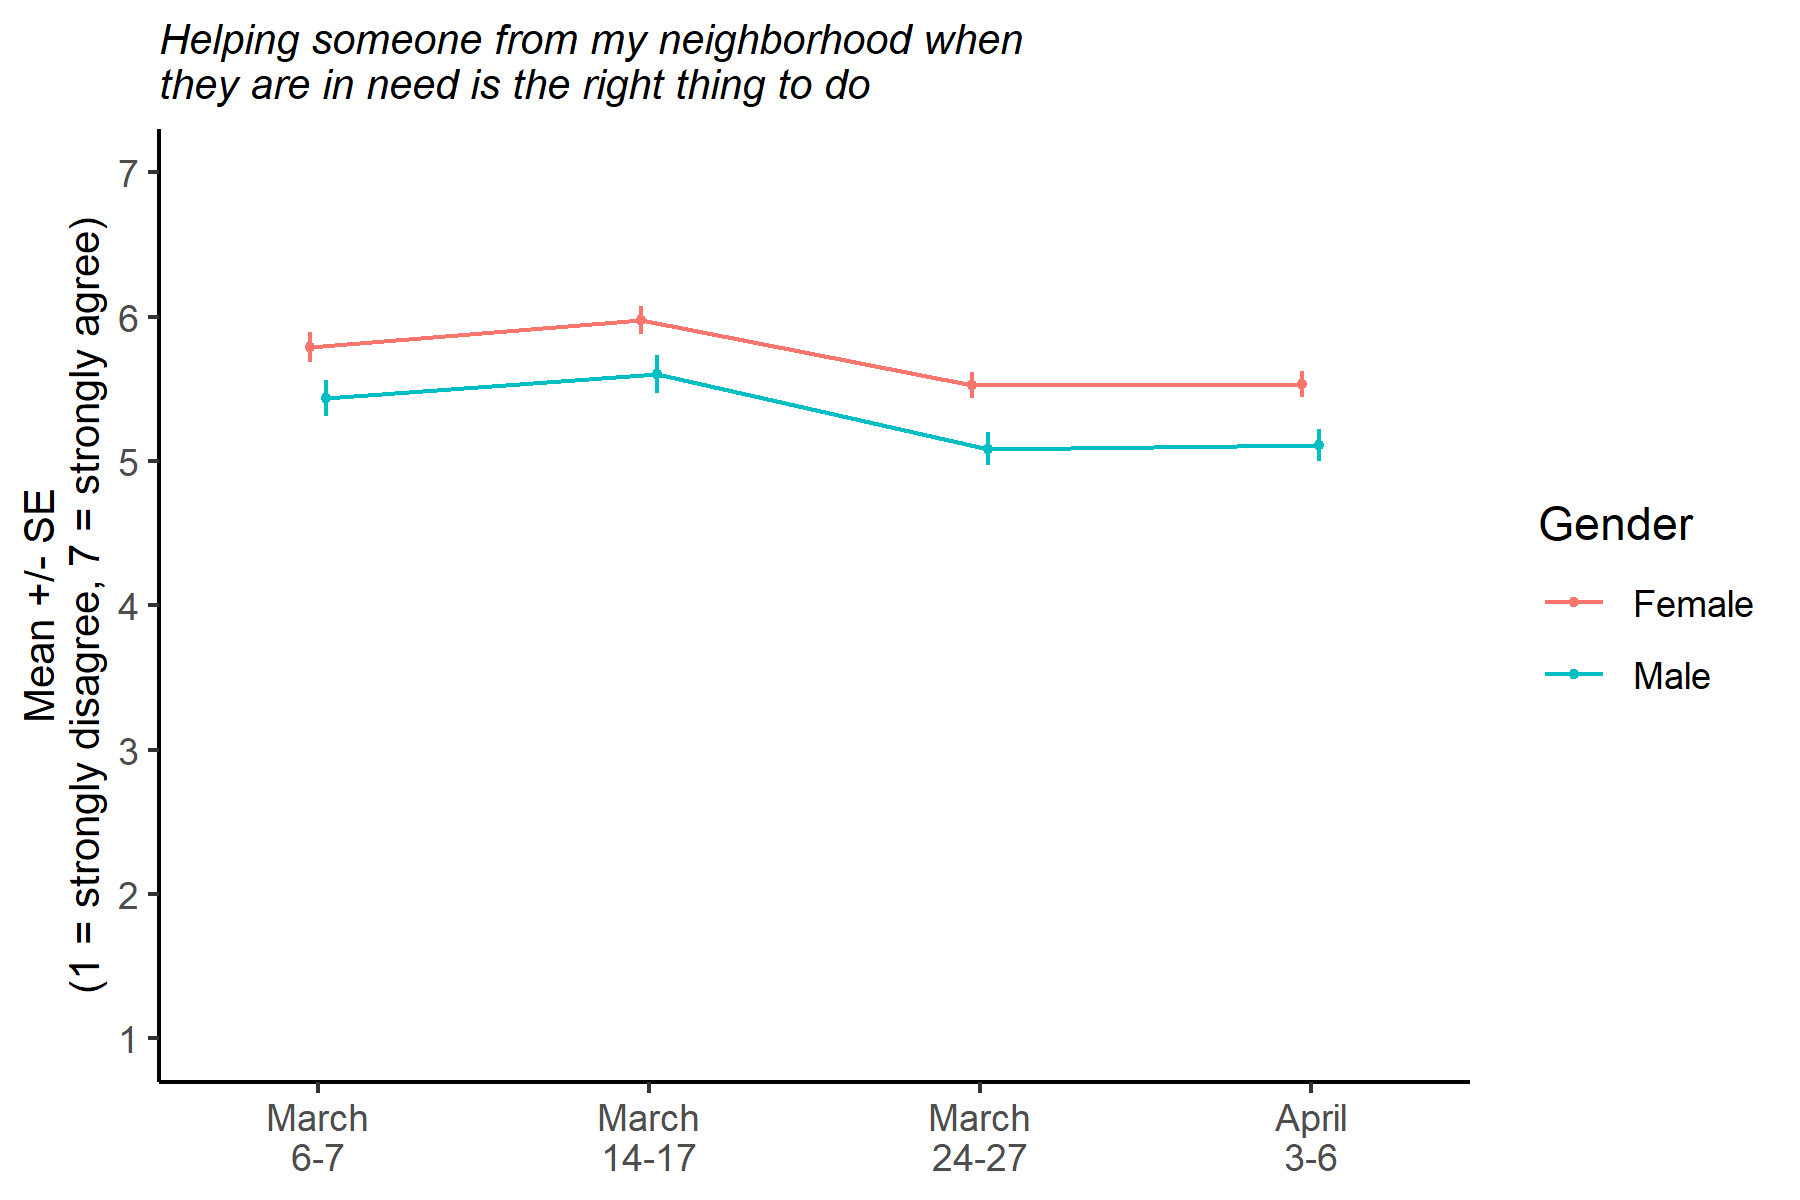 Helping someone from my neighborhood when
they are in need is the right thing to do
Mean +/- SE
(1 = strongly disagree, 7 = strongly agree)
7
6
5
4
3
2
1
March
6-7
March
14-17
March
24-27
April
3-6
Gender
Female
Male